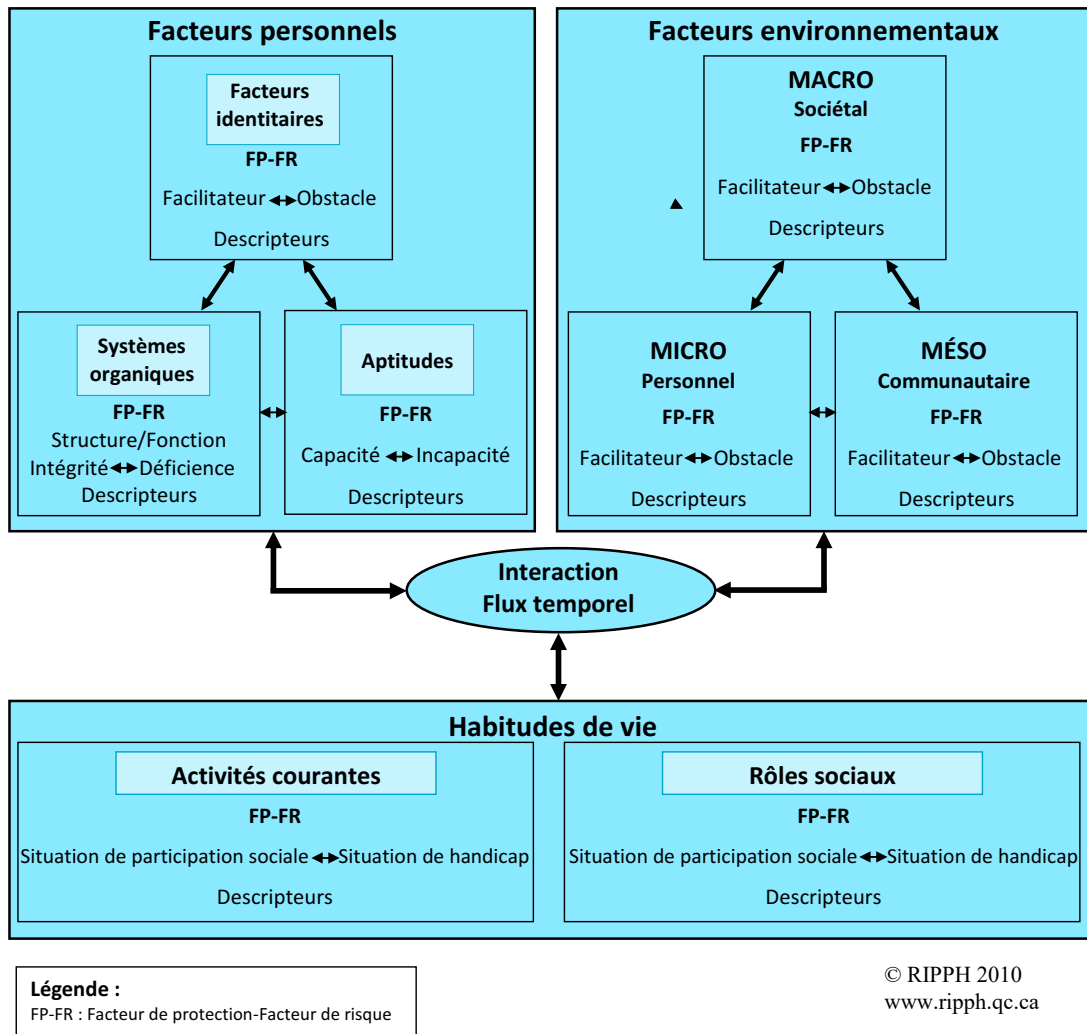 Facteurs personnels
Facteurs
identitaires
FP-FR
Facilitateur Obstacle
Descripteurs
Systèmes
organiques
FP-FR
Structure/Fonction
Intégrité Déficience
Descripteurs
Aptitudes
FP-FR
Capacité Incapacité
Descripteurs
Facteurs environnementaux
MACRO
Sociétal
FP-FR
Facilitateur Obstacle
Descripteurs
MICRO
Personnel
FP-FR
Facilitateur Obstacle
Descripteurs
MÉSO
Communautaire
FP-FR
Facilitateur Obstacle
Descripteurs
Interaction
Flux temporel
Habitudes de vie
Activités courantes
FP-FR
Situation de participation sociale Situation de handicap
Descripteurs
Rôles sociaux
FP-FR
Situation de participation sociale Situation de handicap
Descripteurs
Légende :
FP-FR : Facteur de protection-Facteur de risque
© RIPPH 2010
www.ripph.qc.ca